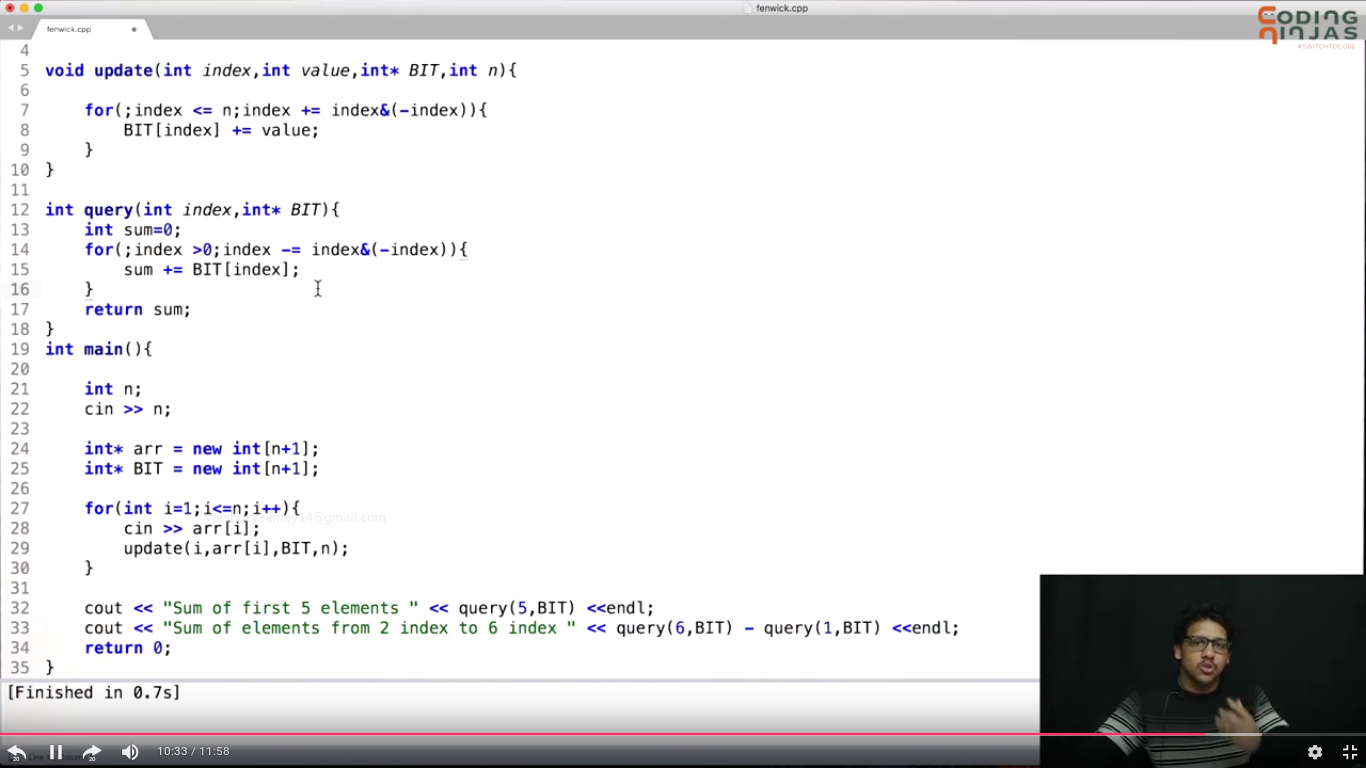 fenwick.cpp
fenwick.cpp
CODING
NINJAS
#SWITCHTOCODE
4
5 void update(int index,int value,int* BIT,int n){
6
7 for(;index <= n;index += index&(-index)){
8 BIT[index] += value;
9 }
10 }
11
12 int query(int index,int* BIT){
13 int sum=0;
14 for(;index >0;index -= index&(-index)){
15 sum += BIT[index];
16 }
17 return sum;
18 }
19 int main(){
20
21 int n;
22 cin >> n;
23
24 int* arr = new int[n+1];
25 int* BIT = new int[n+1];
26
27 for(int i=1;i<=n;i++){
28 cin >> arr[i];
29 update(i,arr[i],BIT,n);
30 }
31
32 cout << "Sum of first 5 elements " << query(5,BIT) <<endl;
33 cout << "Sum of elements from 2 index to 6 index " << query(6,BIT) - query(1,BIT) <<endl;
34 return 0;
35 }
[Finished in 0.7s]
20
20
10:33 / 11:58